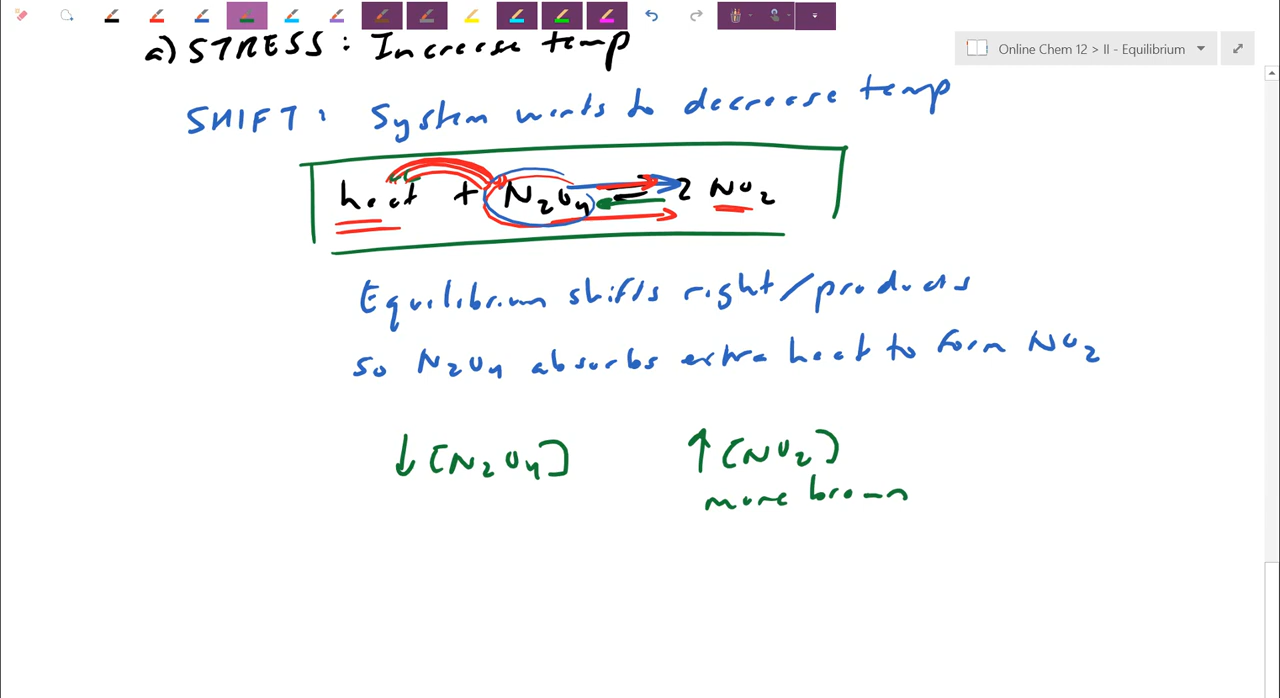 a) STRESS: Increase temp
Online Chem 12 > II - Equilibrium
SHIFT: System wants to decrease temp
heat + N2O4 ⇌ 2 NO2
Equilibrium shifts right/products
so N2O4 absorbs extra heat to form NO2
↓[N2O4] ↑[NO2]
more brown